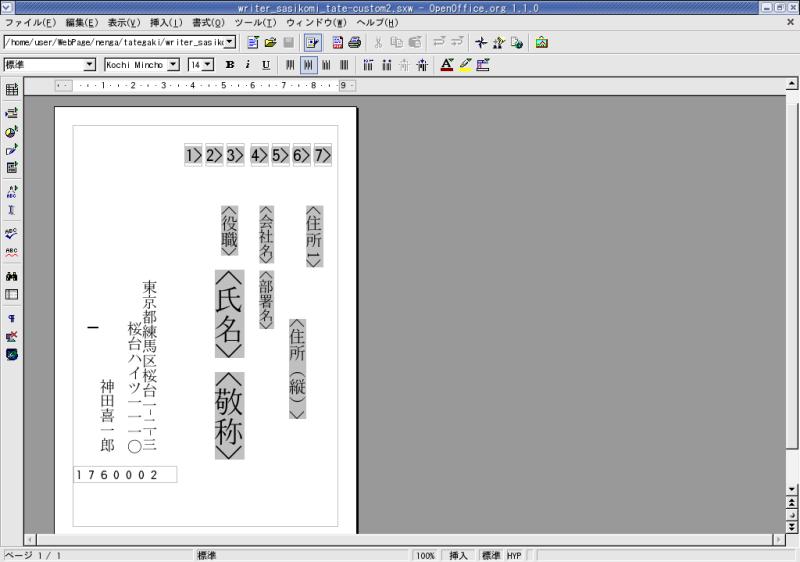 writer_sasikomi_tate-custom2.sxw - OpenOffice.org 1.1.0
ファイル(F) 編集(E) 表示(V) 挿入(I) 書式(O) ツール(T) ウィンドウ(W) ヘルプ(H)
/home/user/WebPage/nenga/tategaki/writer_sasiko
標準 Kochi Mincho 14 B i U
1 2 3 4 5 6 7 8 9
1> 2> 3> 4> 5> 6> 7>
<住所1>
<住所(縦)>
<会社名>
<部署名>
<役職>
<氏名>
<敬称>
東京都練馬区桜台一-二-三
桜台ハイツ一一一〇
神田喜一郎
1760002
ページ 1 / 1 標準 100% 挿入 標準 HYP